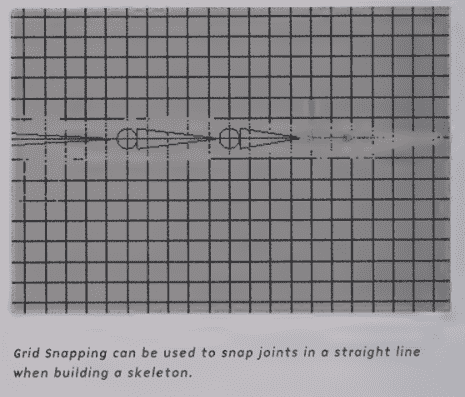 Grid Snapping can be used to snap joints in a straight line
when building a skeleton.